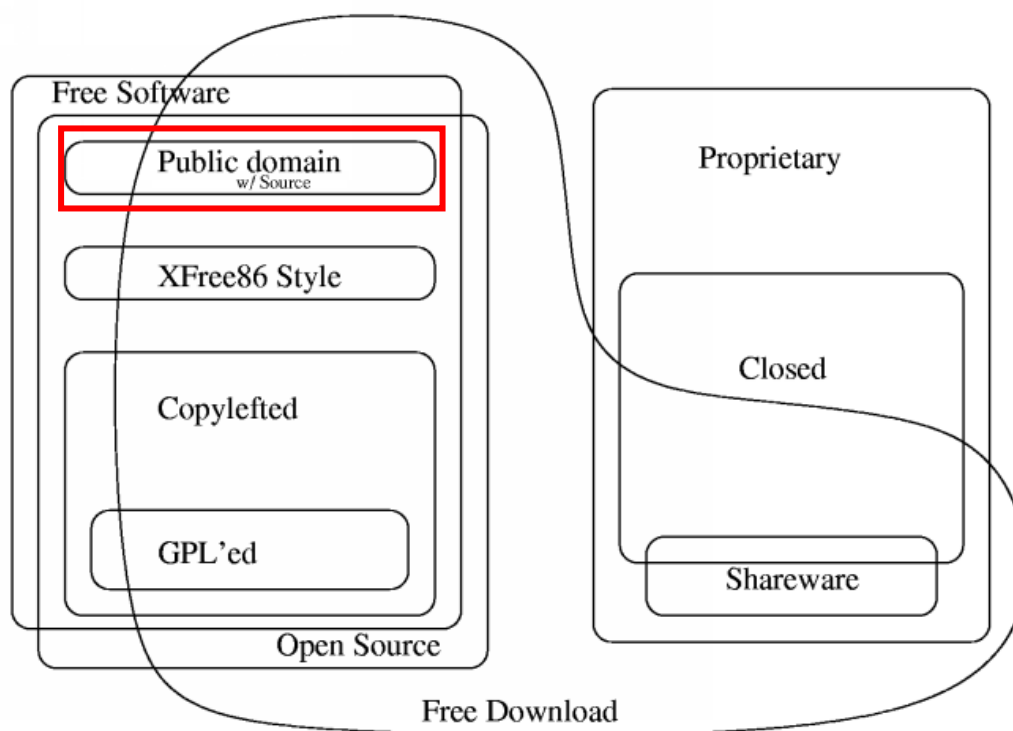 Free Software
Public domain
w/ Source
Proprietary
XFree86 Style
Closed
Copylefted
GPL'ed
Shareware
Open Source
Free Download